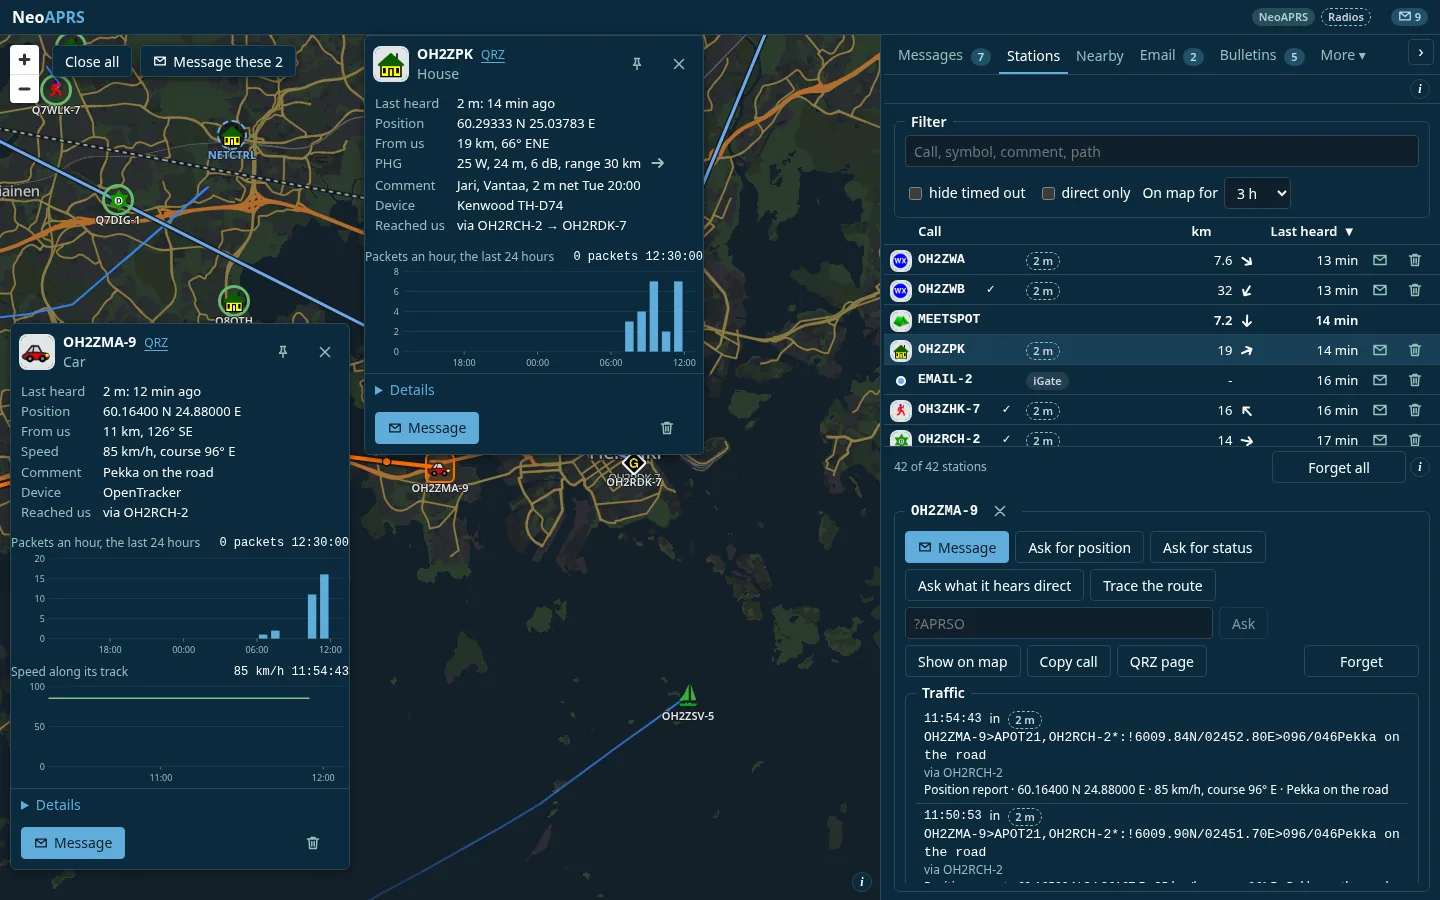 NeoAPRS
NeoAPRS Radios 9
Close all
Message these 2
+
−
Q7WLK-7
NETCTRL
Q7DIG-1
OH2ZPK QRZ
House
Last heard 2 m: 14 min ago
Position 60.29333 N 25.03783 E
From us 19 km, 66° ENE
PHG 25 W, 24 m, 6 dB, range 30 km →
Comment Jari, Vantaa, 2 m net Tue 20:00
Device Kenwood TH-D74
Reached us via OH2RCH-2 → OH2RDK-7
Packets an hour, the last 24 hours 0 packets 12:30:00
8
6
4
2
0
18:00 00:00 06:00 12:00
▶ Details
Message
OH2ZMA-9 QRZ
Car
Last heard 2 m: 12 min ago
Position 60.16400 N 24.88000 E
From us 11 km, 126° SE
Speed 85 km/h, course 96° E
Comment Pekka on the road
Device OpenTracker
Reached us via OH2RCH-2
Packets an hour, the last 24 hours 0 packets 12:30:00
20
15
10
5
0
18:00 00:00 06:00 12:00
Speed along its track 85 km/h 11:54:43
100
50
0
11:00 12:00
▶ Details
Message
OH2ZMA-9
G
OH2RDK-7
OH2ZSV-5
i
Messages 7 Stations Nearby Email 2 Bulletins 5 More ▾ ›
i
Filter
Call, symbol, comment, path
hide timed out direct only On map for 3 h
Call km Last heard ▼
WX OH2ZWA 2 m 7.6 13 min
WX OH2ZWB ✓ 2 m 32 13 min
MEETSPOT 7.2 14 min
OH2ZPK 2 m 19 14 min
EMAIL-2 iGate - 16 min
OH3ZHK-7 ✓ 2 m 16 16 min
OH2RCH-2 ✓ 2 m 14 17 min
42 of 42 stations Forget all i
OH2ZMA-9
Message Ask for position Ask for status
Ask what it hears direct Trace the route
?APRSO Ask
Show on map Copy call QRZ page Forget
Traffic
11:54:43 in 2 m
OH2ZMA-9>APOT21,OH2RCH-2*:!6009.84N/02452.80E>096/046Pekka on
the road
via OH2RCH-2
Position report · 60.16400 N 24.88000 E · 85 km/h, course 96° E · Pekka on the road
11:50:53 in 2 m
OH2ZMA-9>APOT21,OH2RCH-2*:!6009.90N/02451.70E>096/046Pekka on
the road
via OH2RCH-2